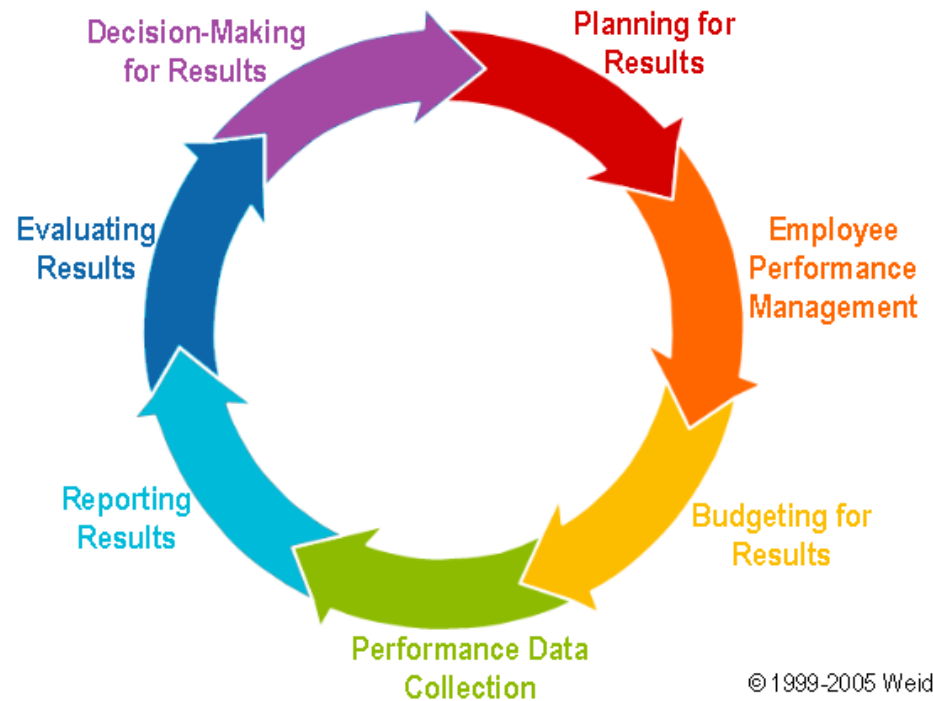 Planning for
Results
Employee
Performance
Management
Budgeting for
Results
Performance Data
Collection
Reporting
Results
Evaluating
Results
Decision-Making
for Results
© 1999-2005 Weid